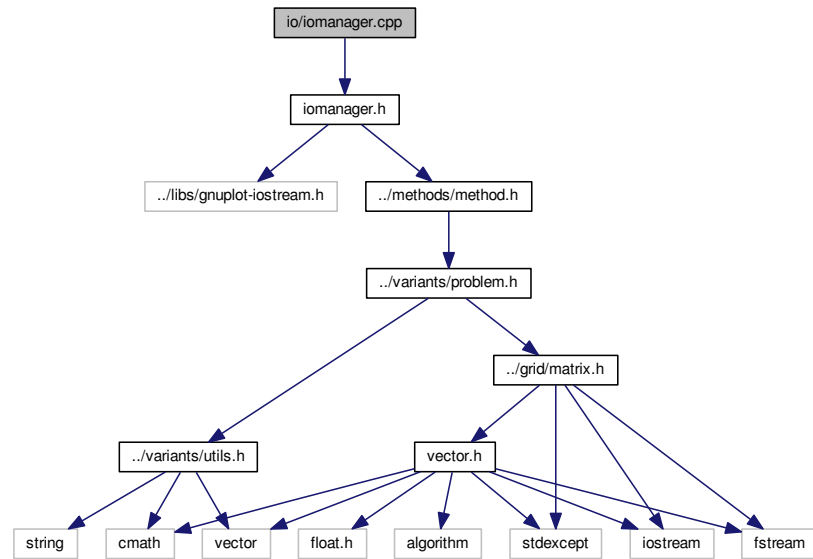 io/iomanager.cpp
iomanager.h
../libs/gnuplot-iostream.h
../methods/method.h
../variants/problem.h
../grid/matrix.h
../variants/utils.h
vector.h
string
cmath
vector
float.h
algorithm
stdexcept
iostream
fstream